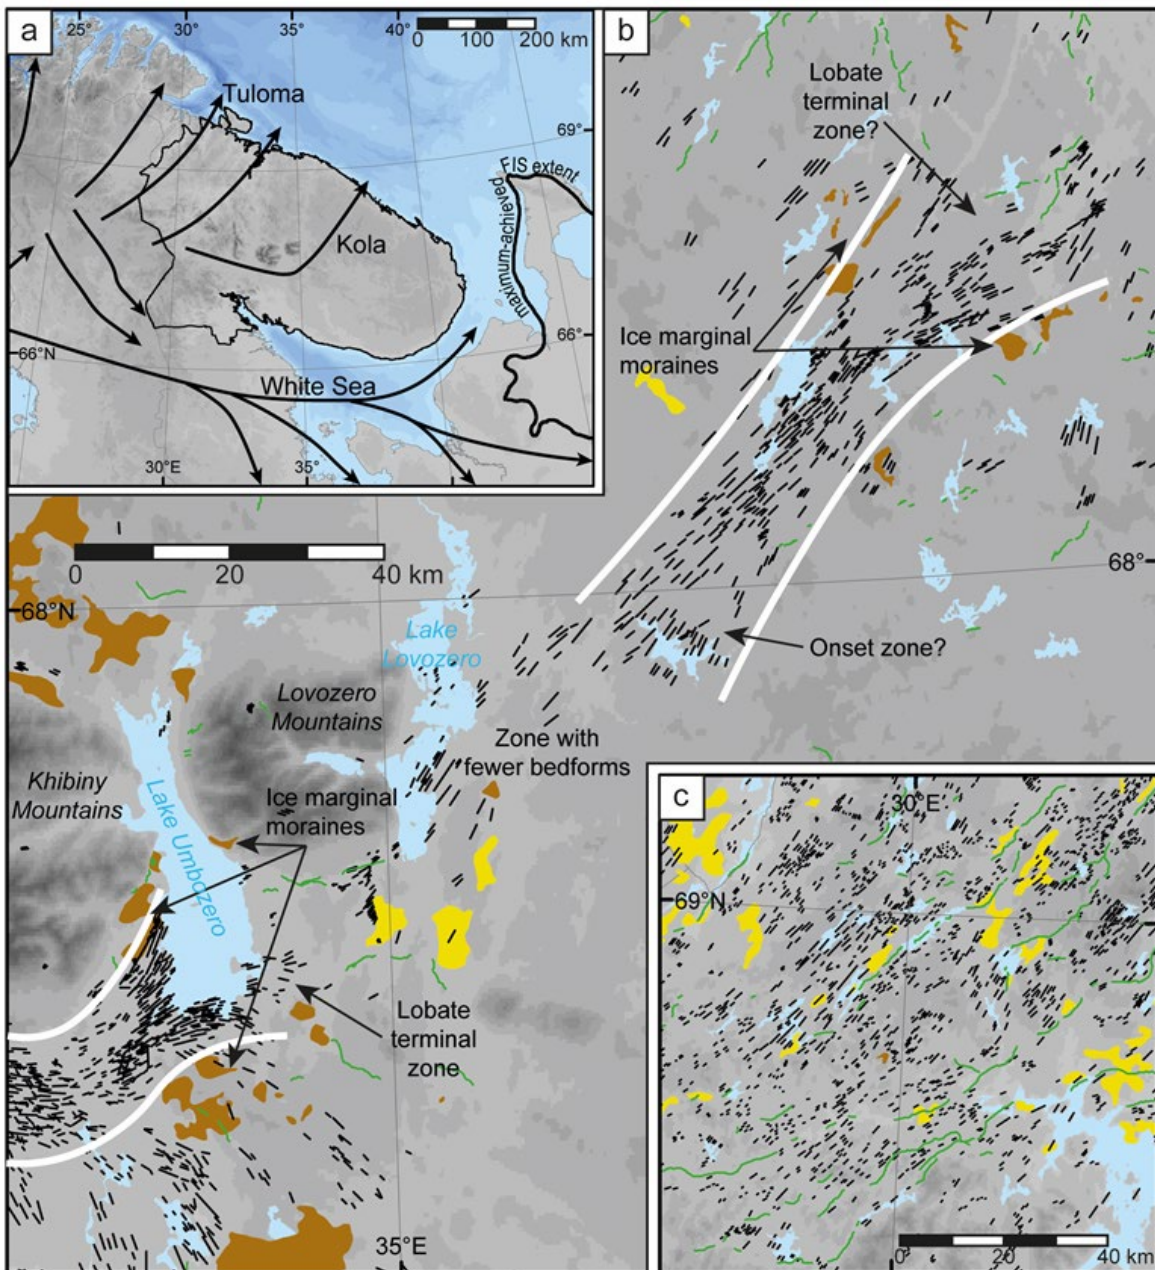 a
25°
30°
35°
40°
0 100 200 km
Tuloma
69°
FIS extent
maximum-achieved
Kola
66°
66°N
White Sea
30°E
35°
b
Lobate
terminal
zone?
Ice marginal
moraines
68°
Onset zone?
0 20 40 km
68°N
Lake
Lovozero
Lovozero
Mountains
Zone with
fewer bedforms
Khibiny
Mountains
Ice marginal
moraines
Lake Umbozero
Lobate
terminal
zone
35°E
c
30°E
69°N
0 20 40 km